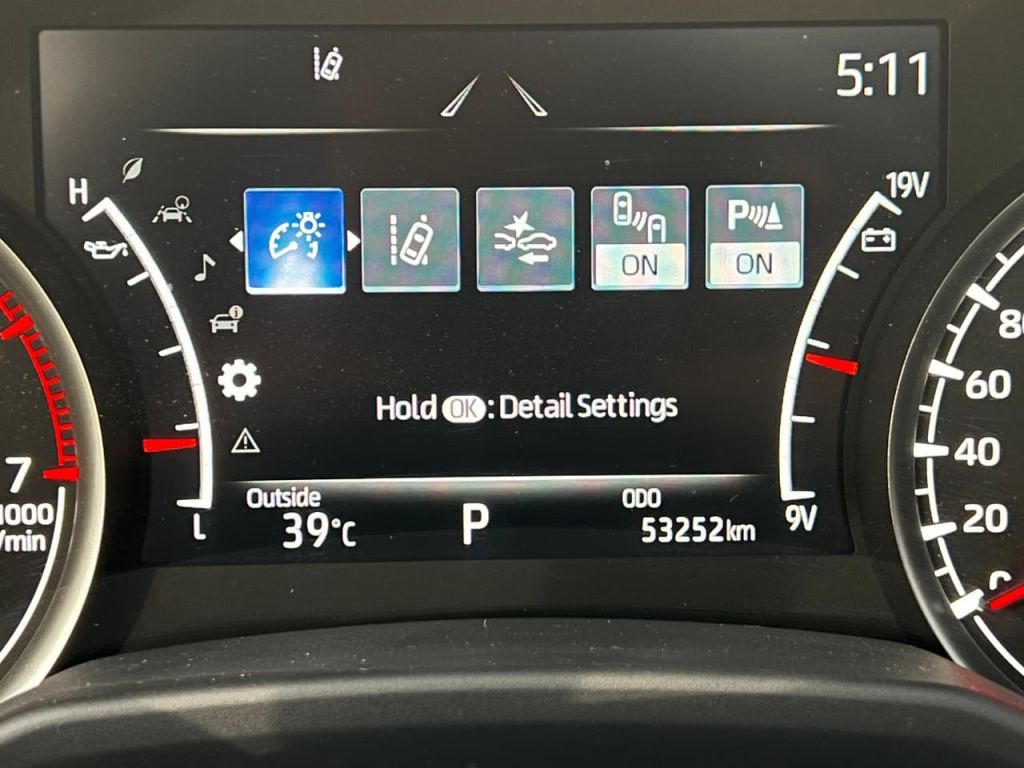 5:11
H
19V
P
ON
ON
Hold OK : Detail Settings
L
9V
Outside
39°C
P
ODO
53252km
7
1000
/min
80
60
40
20
0